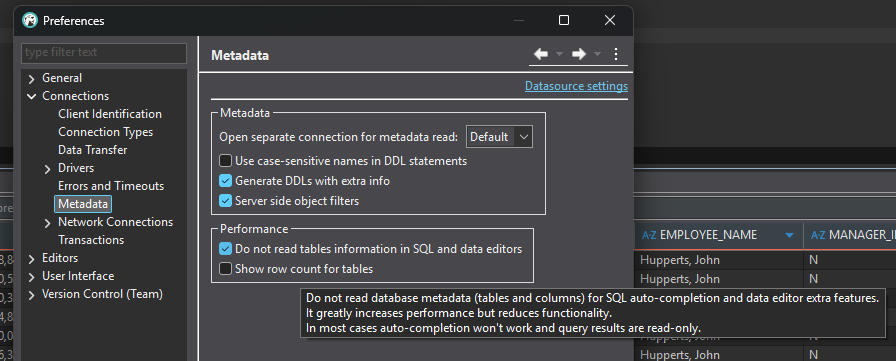 Preferences
type filter text
General
Connections
Client Identification
Connection Types
Data Transfer
Drivers
Errors and Timeouts
Metadata
Network Connections
Transactions
Editors
User Interface
Version Control (Team)
Metadata
Datasource settings
Metadata
Open separate connection for metadata read: Default
Use case-sensitive names in DDL statements
Generate DDLs with extra info
Server side object filters
Performance
Do not read tables information in SQL and data editors
Show row count for tables
Do not read database metadata (tables and columns) for SQL auto-completion and data editor extra features.
It greatly increases performance but reduces functionality.
In most cases auto-completion won't work and query results are read-only.
A-Z EMPLOYEE_NAME A-Z
Hupperts, John N
Hupperts, John N
Hupperts, John